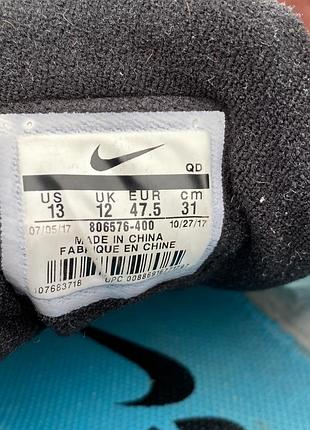 QD
US UK EUR cm
13 12 47.5 31
07/05/17 806576-400 10/27/17
MADE IN CHINA
FABRIQUE EN CHINE
UPC